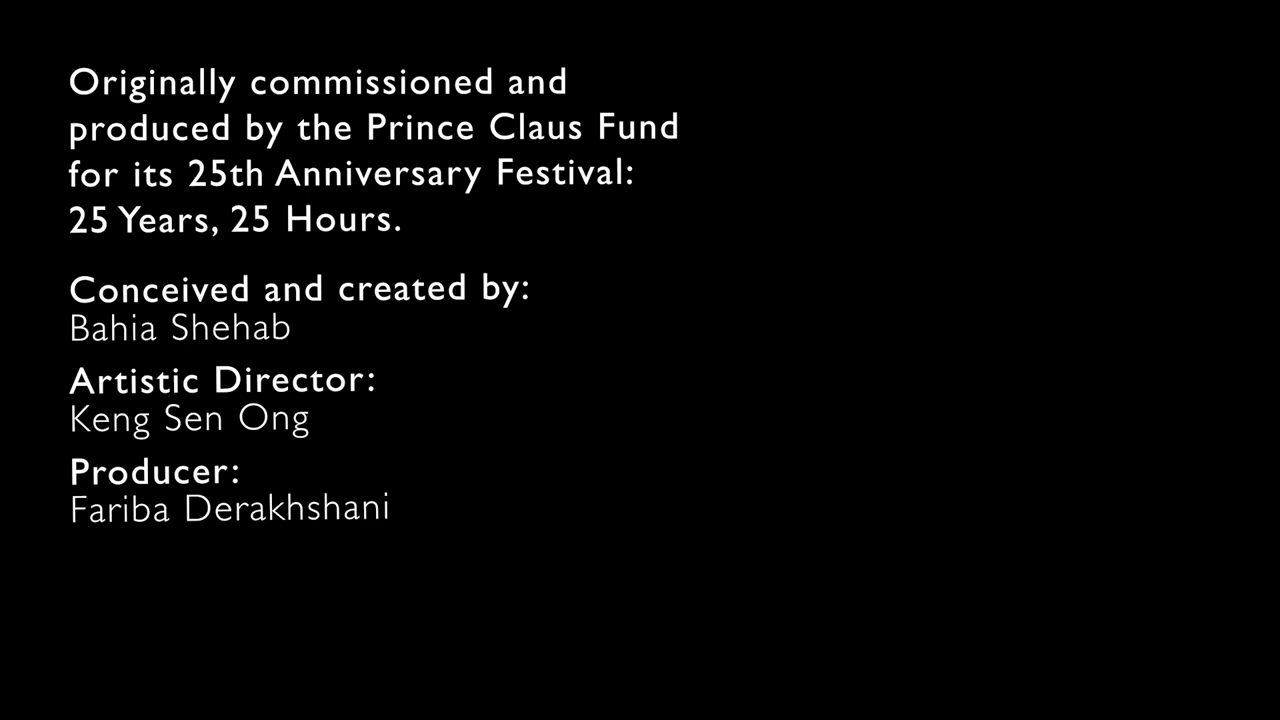 Originally commissioned and
produced by the Prince Claus Fund
for its 25th Anniversary Festival:
25 Years, 25 Hours.
Conceived and created by:
Bahia Shehab
Artistic Director:
Keng Sen Ong
Producer:
Fariba Derakhshani